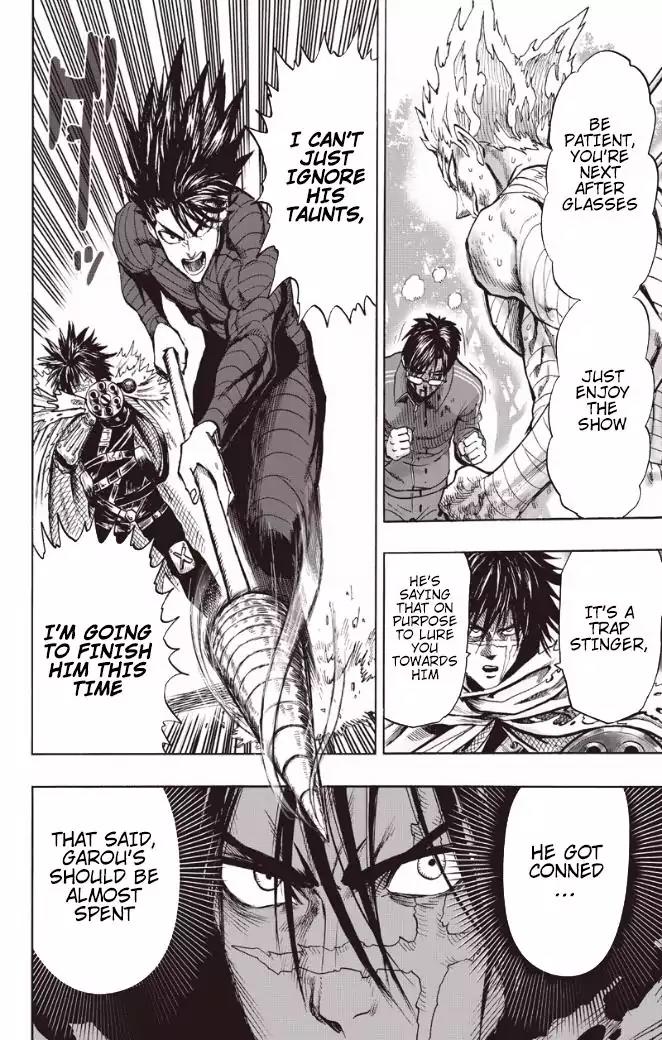 BE
PATIENT,
YOU'RE
NEXT
AFTER
GLASSES
JUST
ENJOY
THE
SHOW
IT'S A
TRAP
STINGER,
HE'S
SAYING
THAT ON
PURPOSE
TO LURE
YOU
TOWARDS
HIM
I CAN'T
JUST
IGNORE
HIS
TAUNTS,
I'M GOING
TO FINISH
HIM THIS
TIME
HE GOT
CONNED
...
THAT SAID,
GAROU'S
SHOULD BE
ALMOST
SPENT